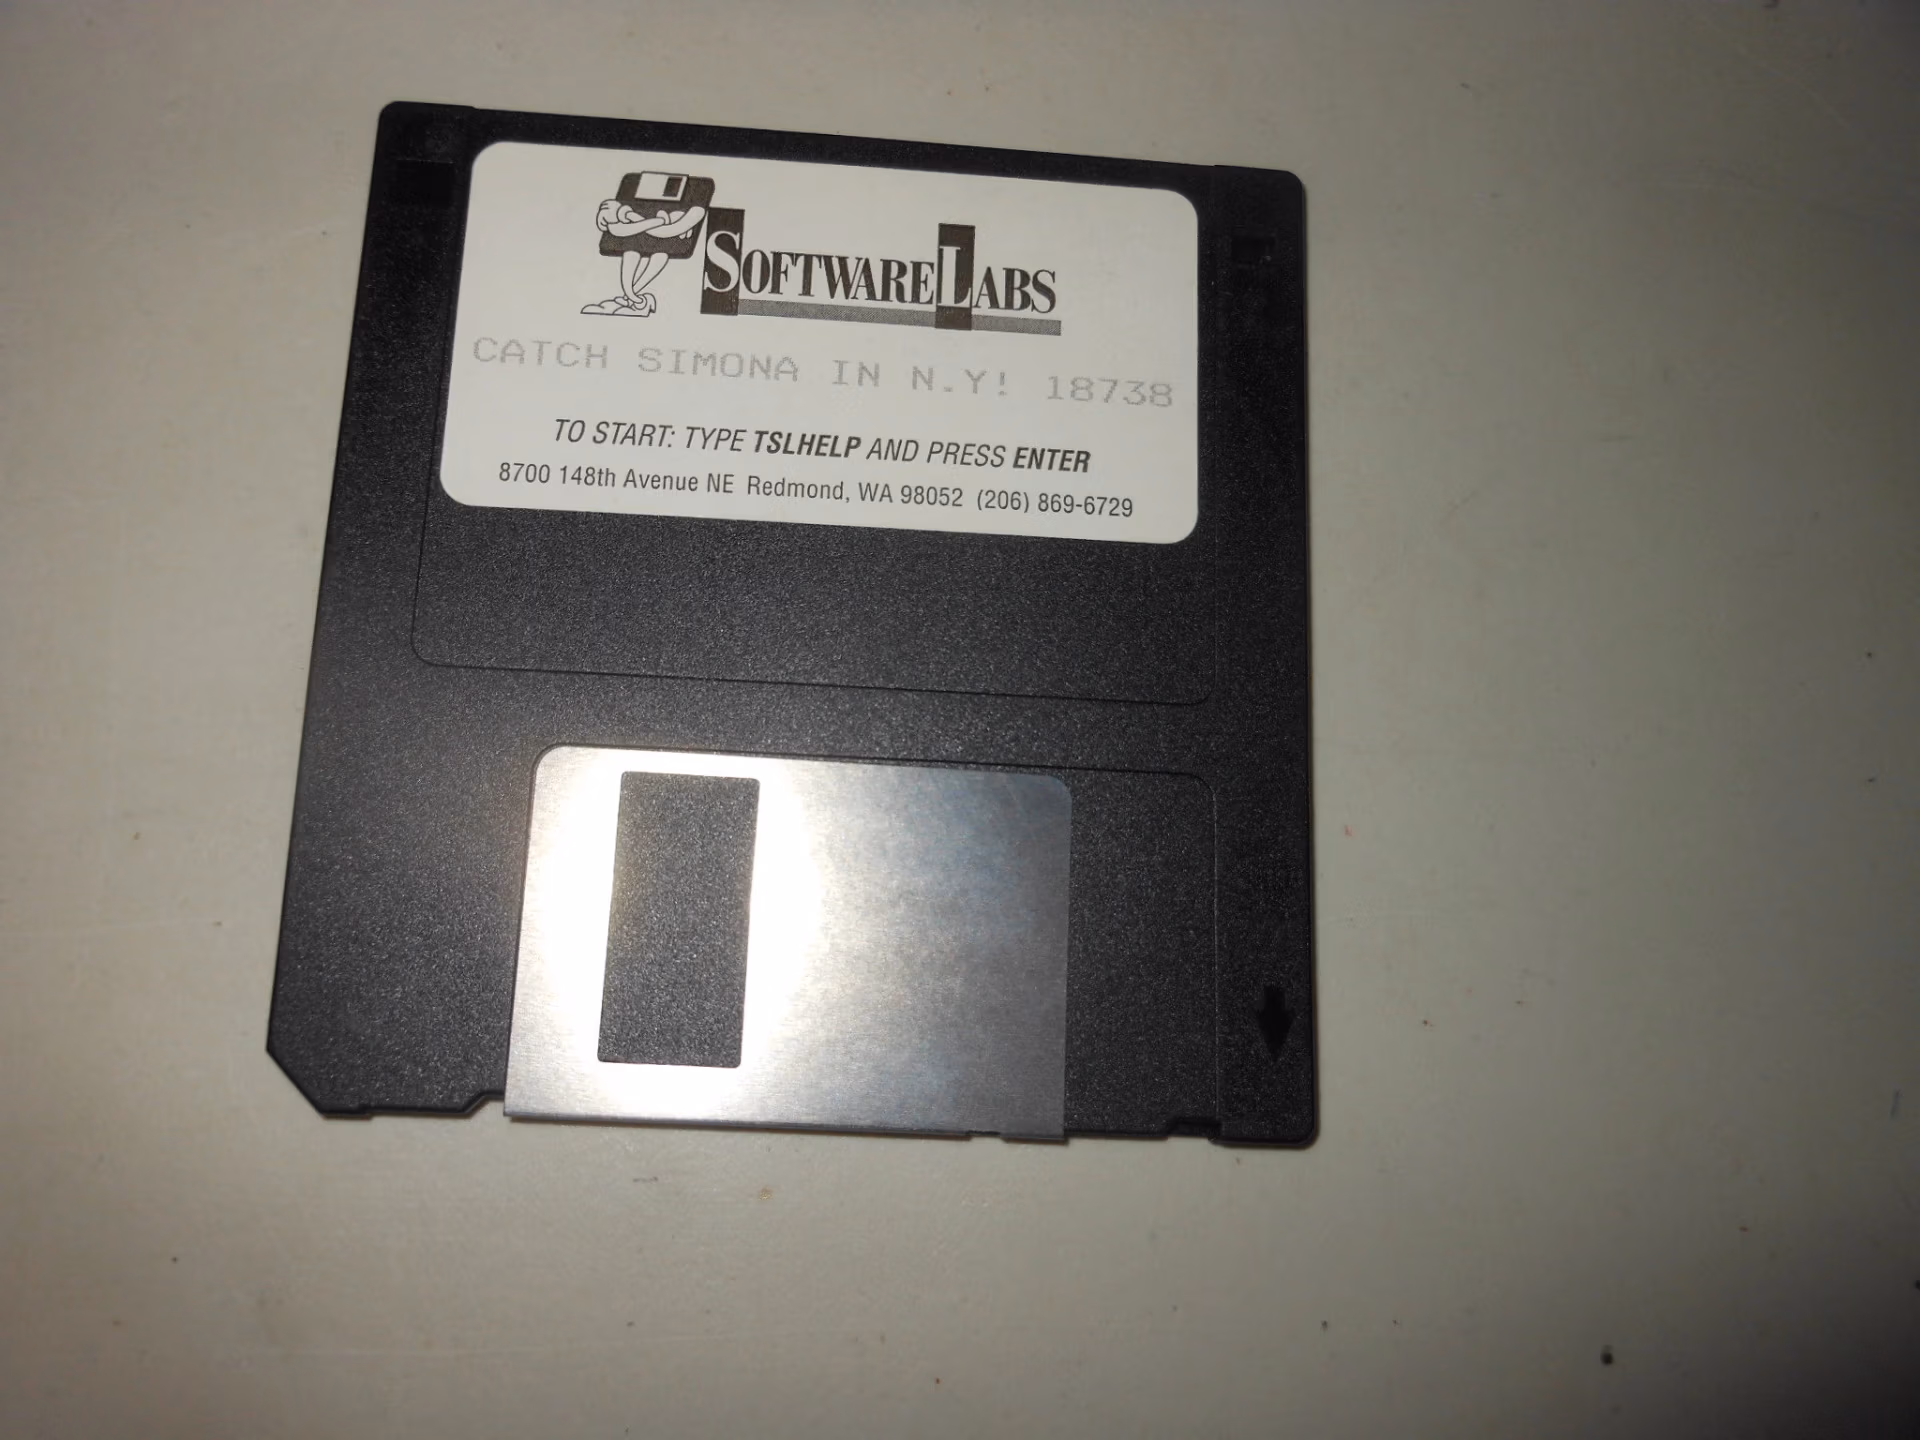 SOFTWARE LABS
CATCH SIMONA IN N.Y! 18738
TO START: TYPE TSLHELP AND PRESS ENTER
8700 148th Avenue NE Redmond, WA 98052 (206) 869-6729